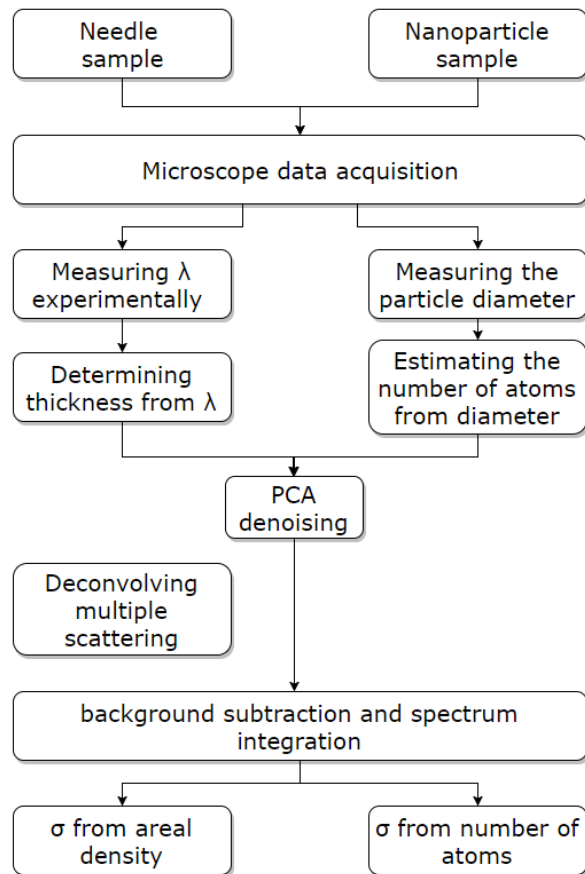 Needle
sample
Nanoparticle
sample
Microscope data acquisition
Measuring λ
experimentally
Measuring the
particle diameter
Determining
thickness from λ
Estimating the
number of atoms
from diameter
PCA
denoising
Deconvolving
multiple
scattering
background subtraction and spectrum
integration
σ from areal
density
σ from number of
atoms